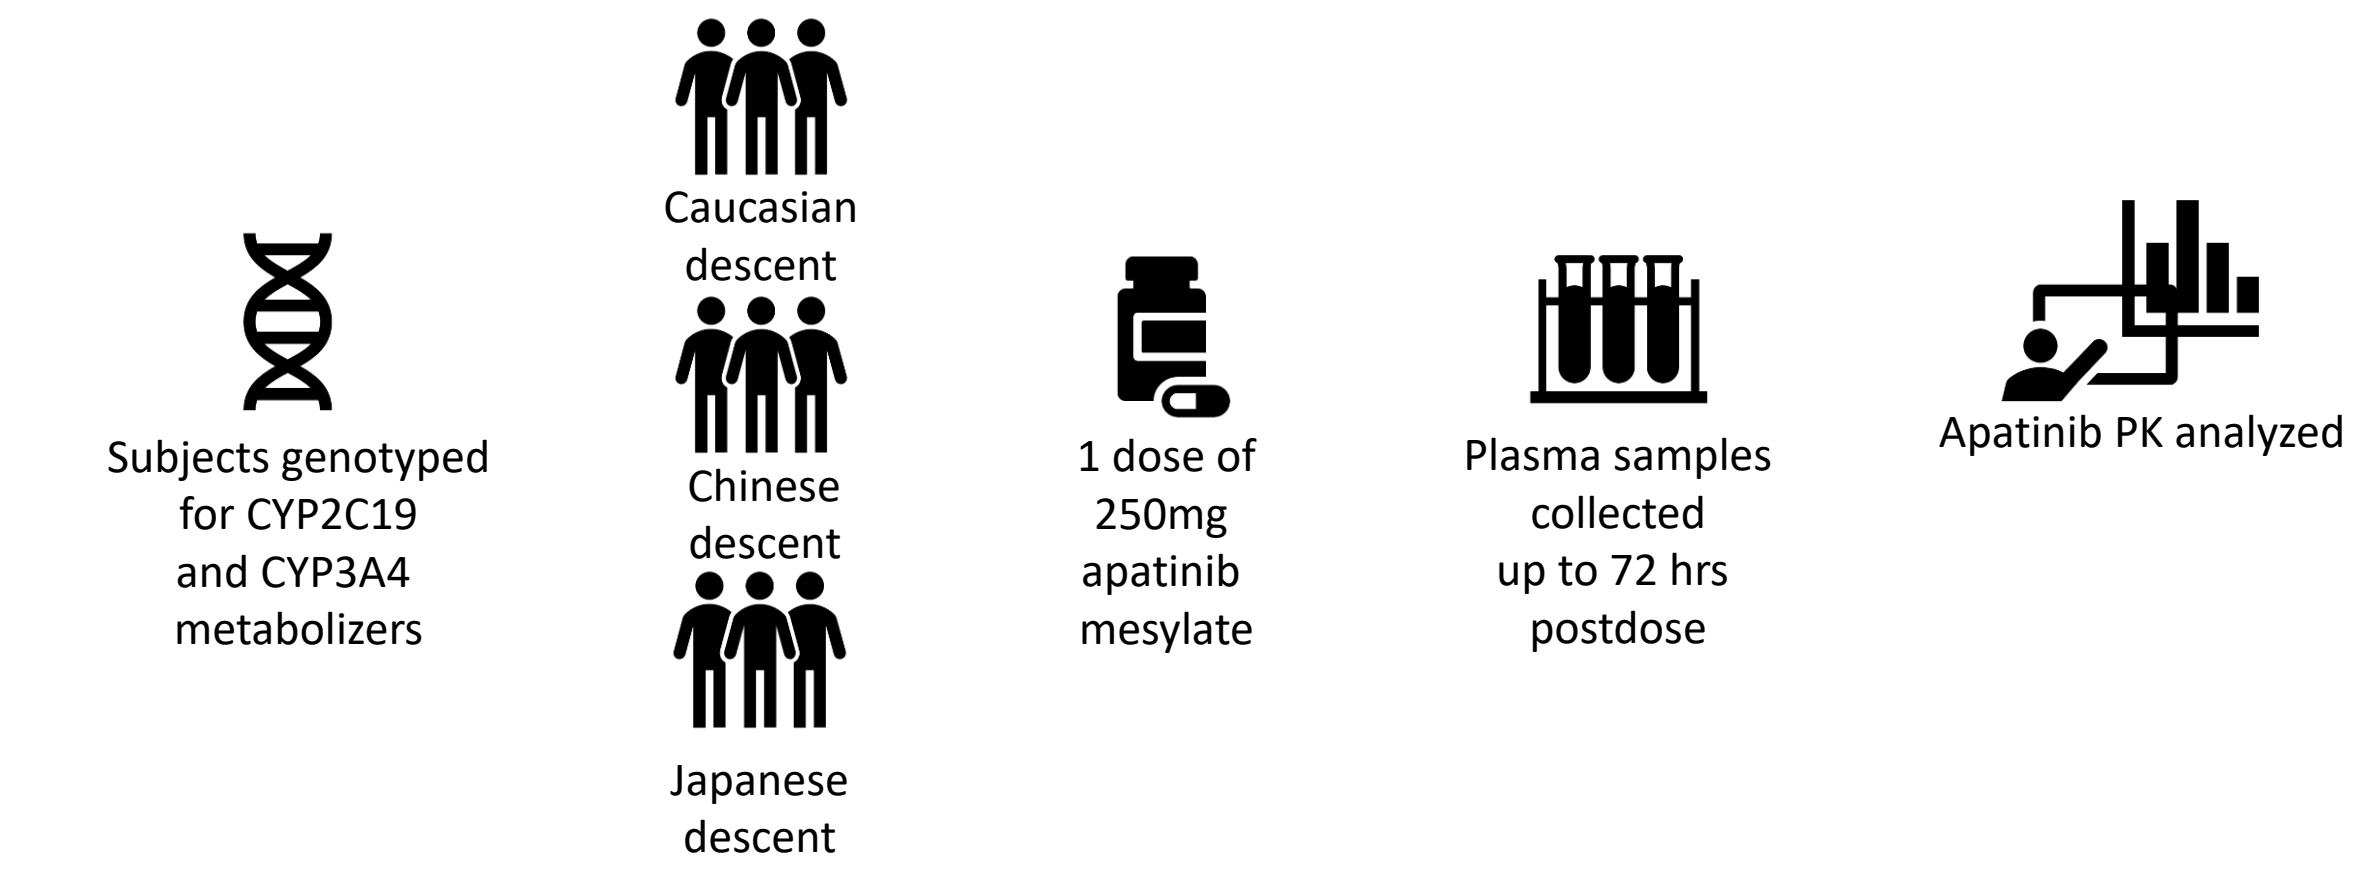 Subjects genotyped
for CYP2C19
and CYP3A4
metabolizers
Caucasian
descent
Chinese
descent
Japanese
descent
1 dose of
250mg
apatinib
mesylate
Plasma samples
collected
up to 72 hrs
postdose
Apatinib PK analyzed